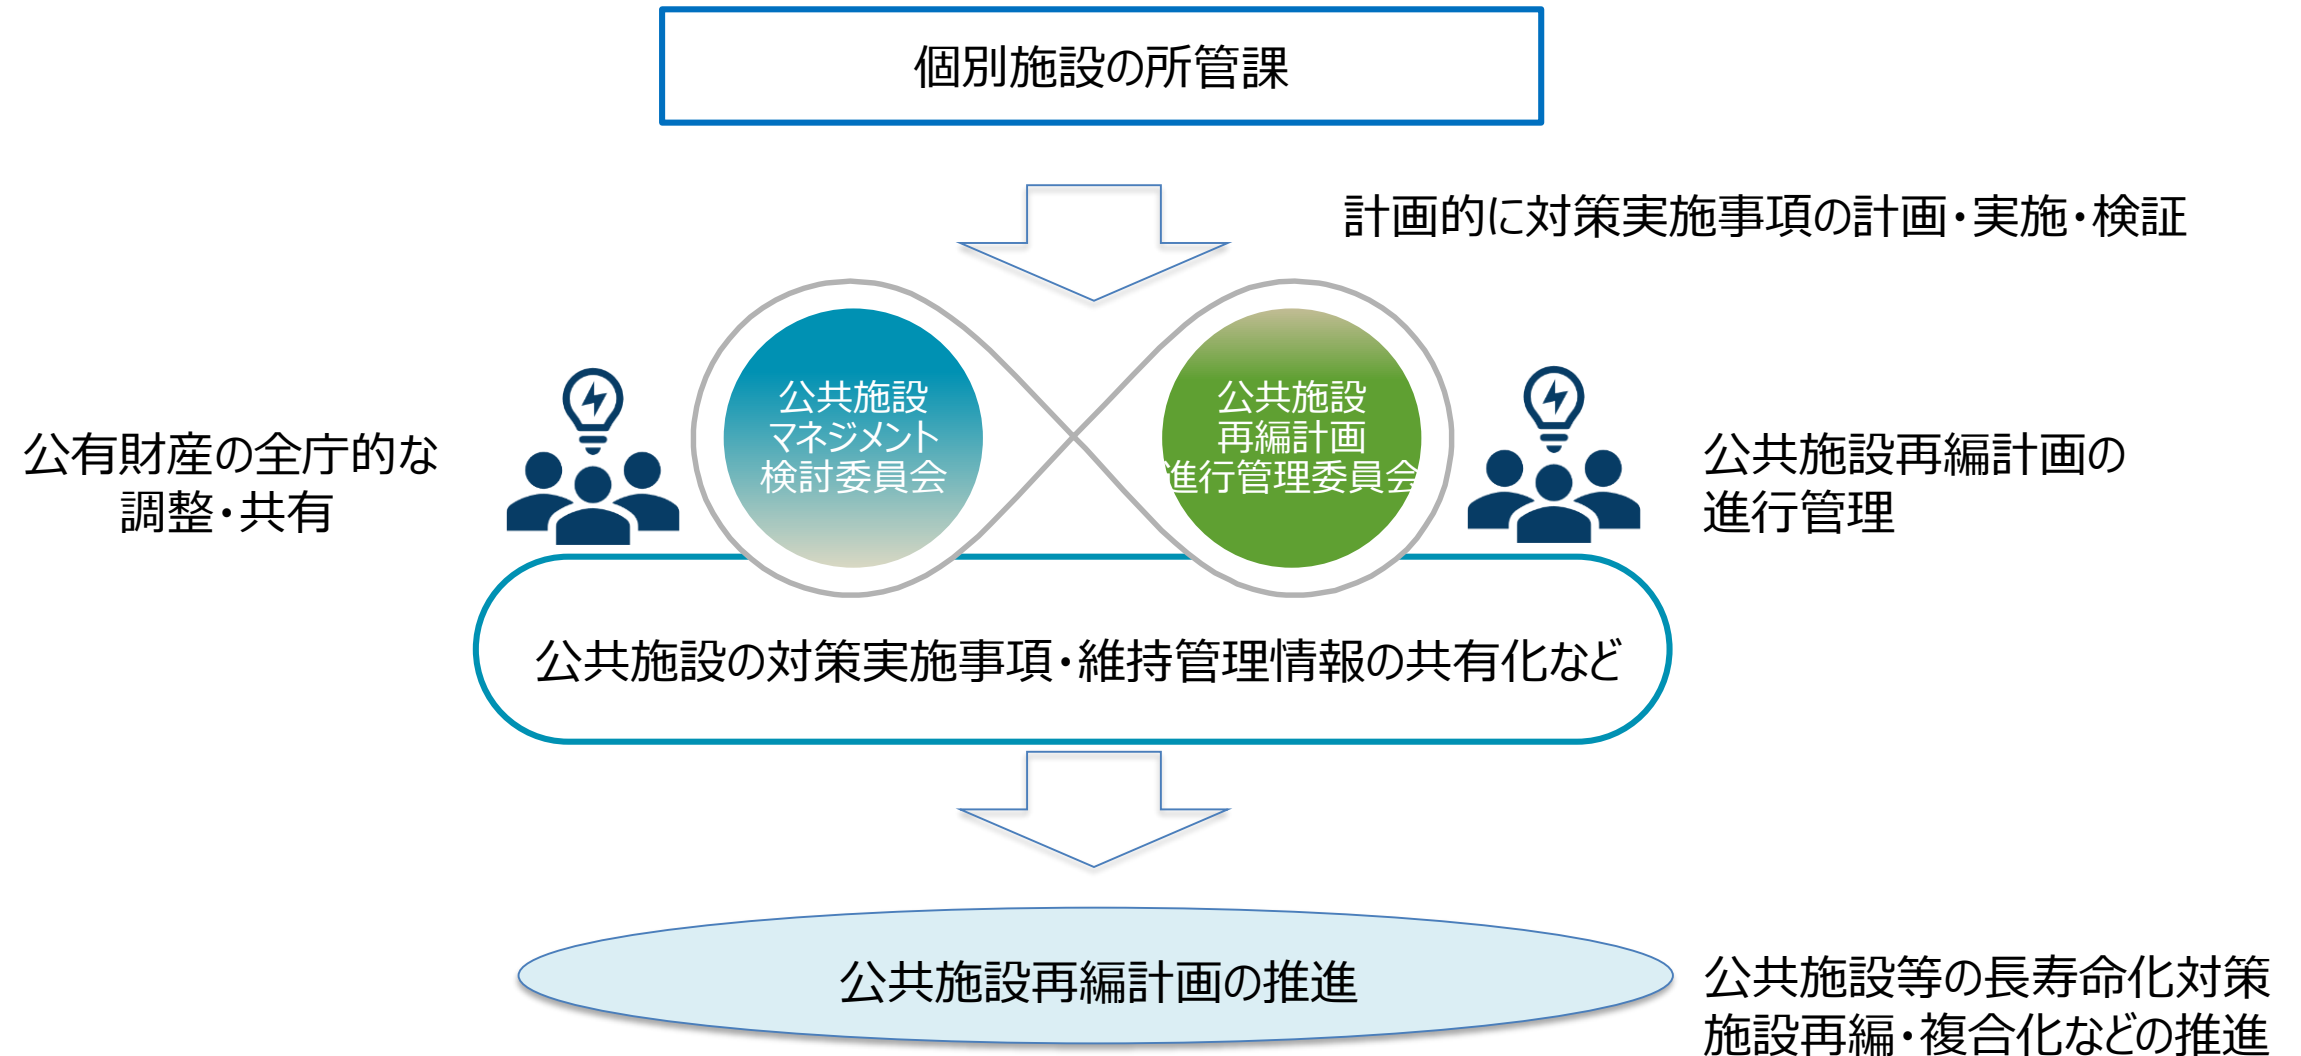 個別施設の所管課
計画的に対策実施事項の計画・実施・検証
公共施設
マネジメント
検討委員会
公共施設
再編計画
進行管理委員会
公有財産の全庁的な
調整・共有
公共施設再編計画の
進行管理
公共施設の対策実施事項・維持管理情報の共有化など
公共施設再編計画の推進
公共施設等の長寿命化対策
施設再編・複合化などの推進